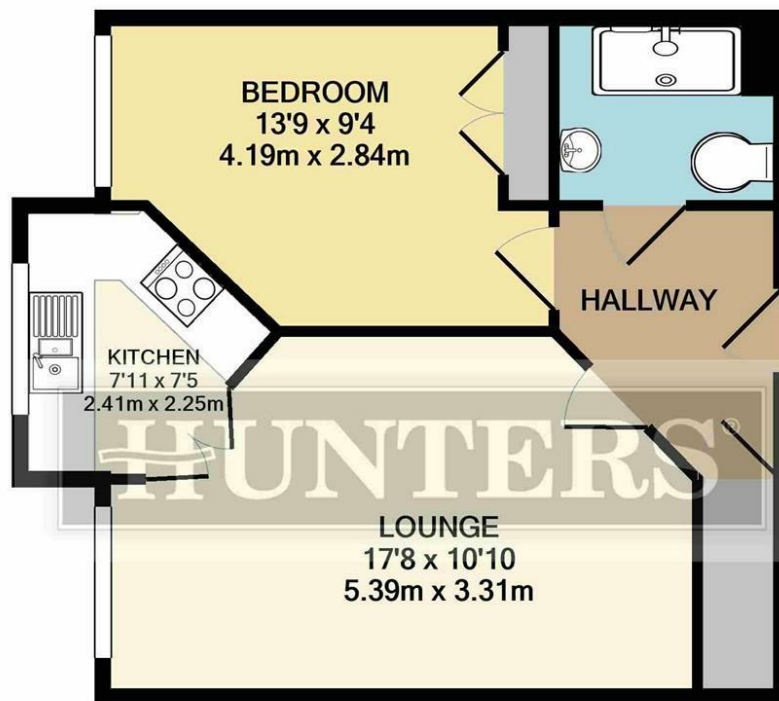 BEDROOM
13'9 x 9'4
4.19m x 2.84m
HALLWAY
KITCHEN
7'11 x 7'5
2.41m x 2.25m
HUNTERS®
LOUNGE
17'8 x 10'10
5.39m x 3.31m